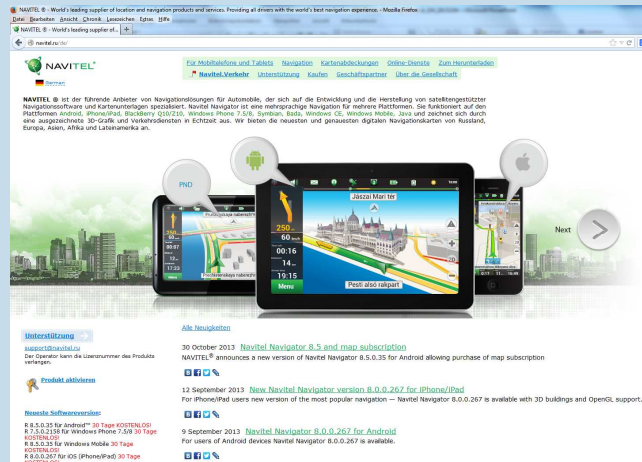 NAVITEL ® - World's leading supplier of location and navigation products and services. Providing all drivers with the world's best navigation experience. - Mozilla Firefox
Datei Bearbeiten Ansicht Chronik Lesezeichen Extras Hilfe
NAVITEL ® - World's leading supplier of... +
navitel.ru/de/
NAVITEL®
German
Für Mobiltelefone und Tablets Navigation Kartenabdeckungen Online-Dienste Zum Herunterladen
Navitel.Verkehr Unterstützung Kaufen Geschäftspartner Über die Gesellschaft
NAVITEL ® ist der führende Anbieter von Navigationslösungen für Automobile, der sich auf die Entwicklung und die Herstellung von satellitengestützter
Navigationssoftware und Kartenunterlagen spezialisiert. Navitel Navigator ist eine mehrsprachige Navigation für mehrere Plattformen. Sie funktioniert auf den
Plattformen Android, iPhone/iPad, BlackBerry Q10/Z10, Windows Phone 7.5/8, Symbian, Bada, Windows CE, Windows Mobile, Java und zeichnet sich durch
eine ausgezeichnete 3D-Grafik und Verkehrsdiensten in Echtzeit aus. Wir bieten die neuesten und genauesten digitalen Navigationskarten von Russland,
Europa, Asien, Afrika und Lateinamerika an.
PND
Jászai Mari tér
250
60
00:16
14
19:15
Menu
Pesti alsó rakpart
250
60
00:57
12
17:23
Menu
Next
Unterstützung
support@navitel.ru
Der Operator kann die Lizenznummer des Produkts
verlangen.
Produkt aktivieren
Neueste Softwareversion:
R 8.5.0.35 für Android™ 30 Tage KOSTENLOS!
R 7.5.0.2158 für Windows Phone 7.5/8 30 Tage
KOSTENLOS!
R 8.5.0.35 für Windows Mobile 30 Tage
KOSTENLOS!
R 8.0.0.267 für iOS (iPhone/iPad) 30 Tage
KOSTENLOS!
Alle Neuigkeiten
30 October 2013 Navitel Navigator 8.5 and map subscription
NAVITEL® announces a new version of Navitel Navigator 8.5.0.35 for Android allowing purchase of map subscription
12 September 2013 New Navitel Navigator version 8.0.0.267 for iPhone/iPad
For iPhone/iPad users new version of the most popular navigation — Navitel Navigator 8.0.0.267 is available with 3D buildings and OpenGL support.
9 September 2013 Navitel Navigator 8.0.0.267 for Android
For users of Android devices Navitel Navigator 8.0.0.267 is available.